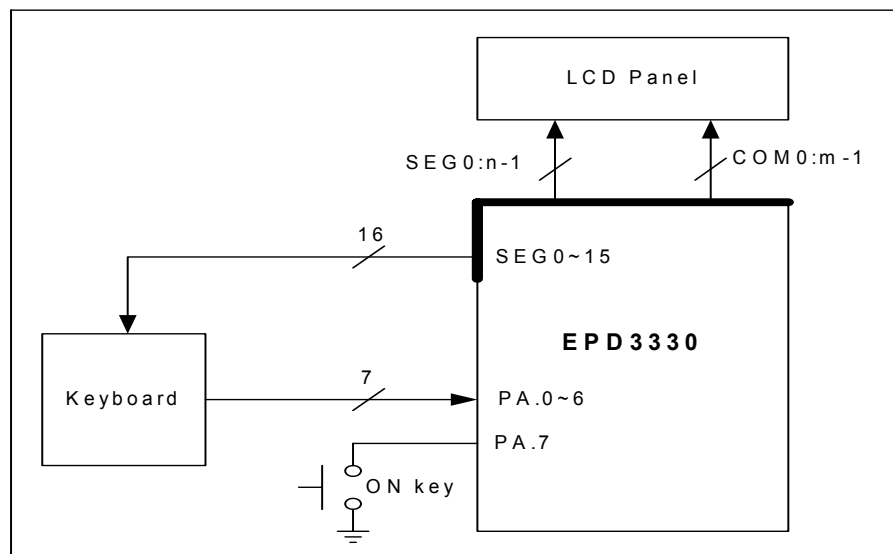 LCD Panel
SEG0:n-1
COM0:m-1
16
SEG0~15
EPD3330
Keyboard
7
PA.0~6
PA.7
ON key